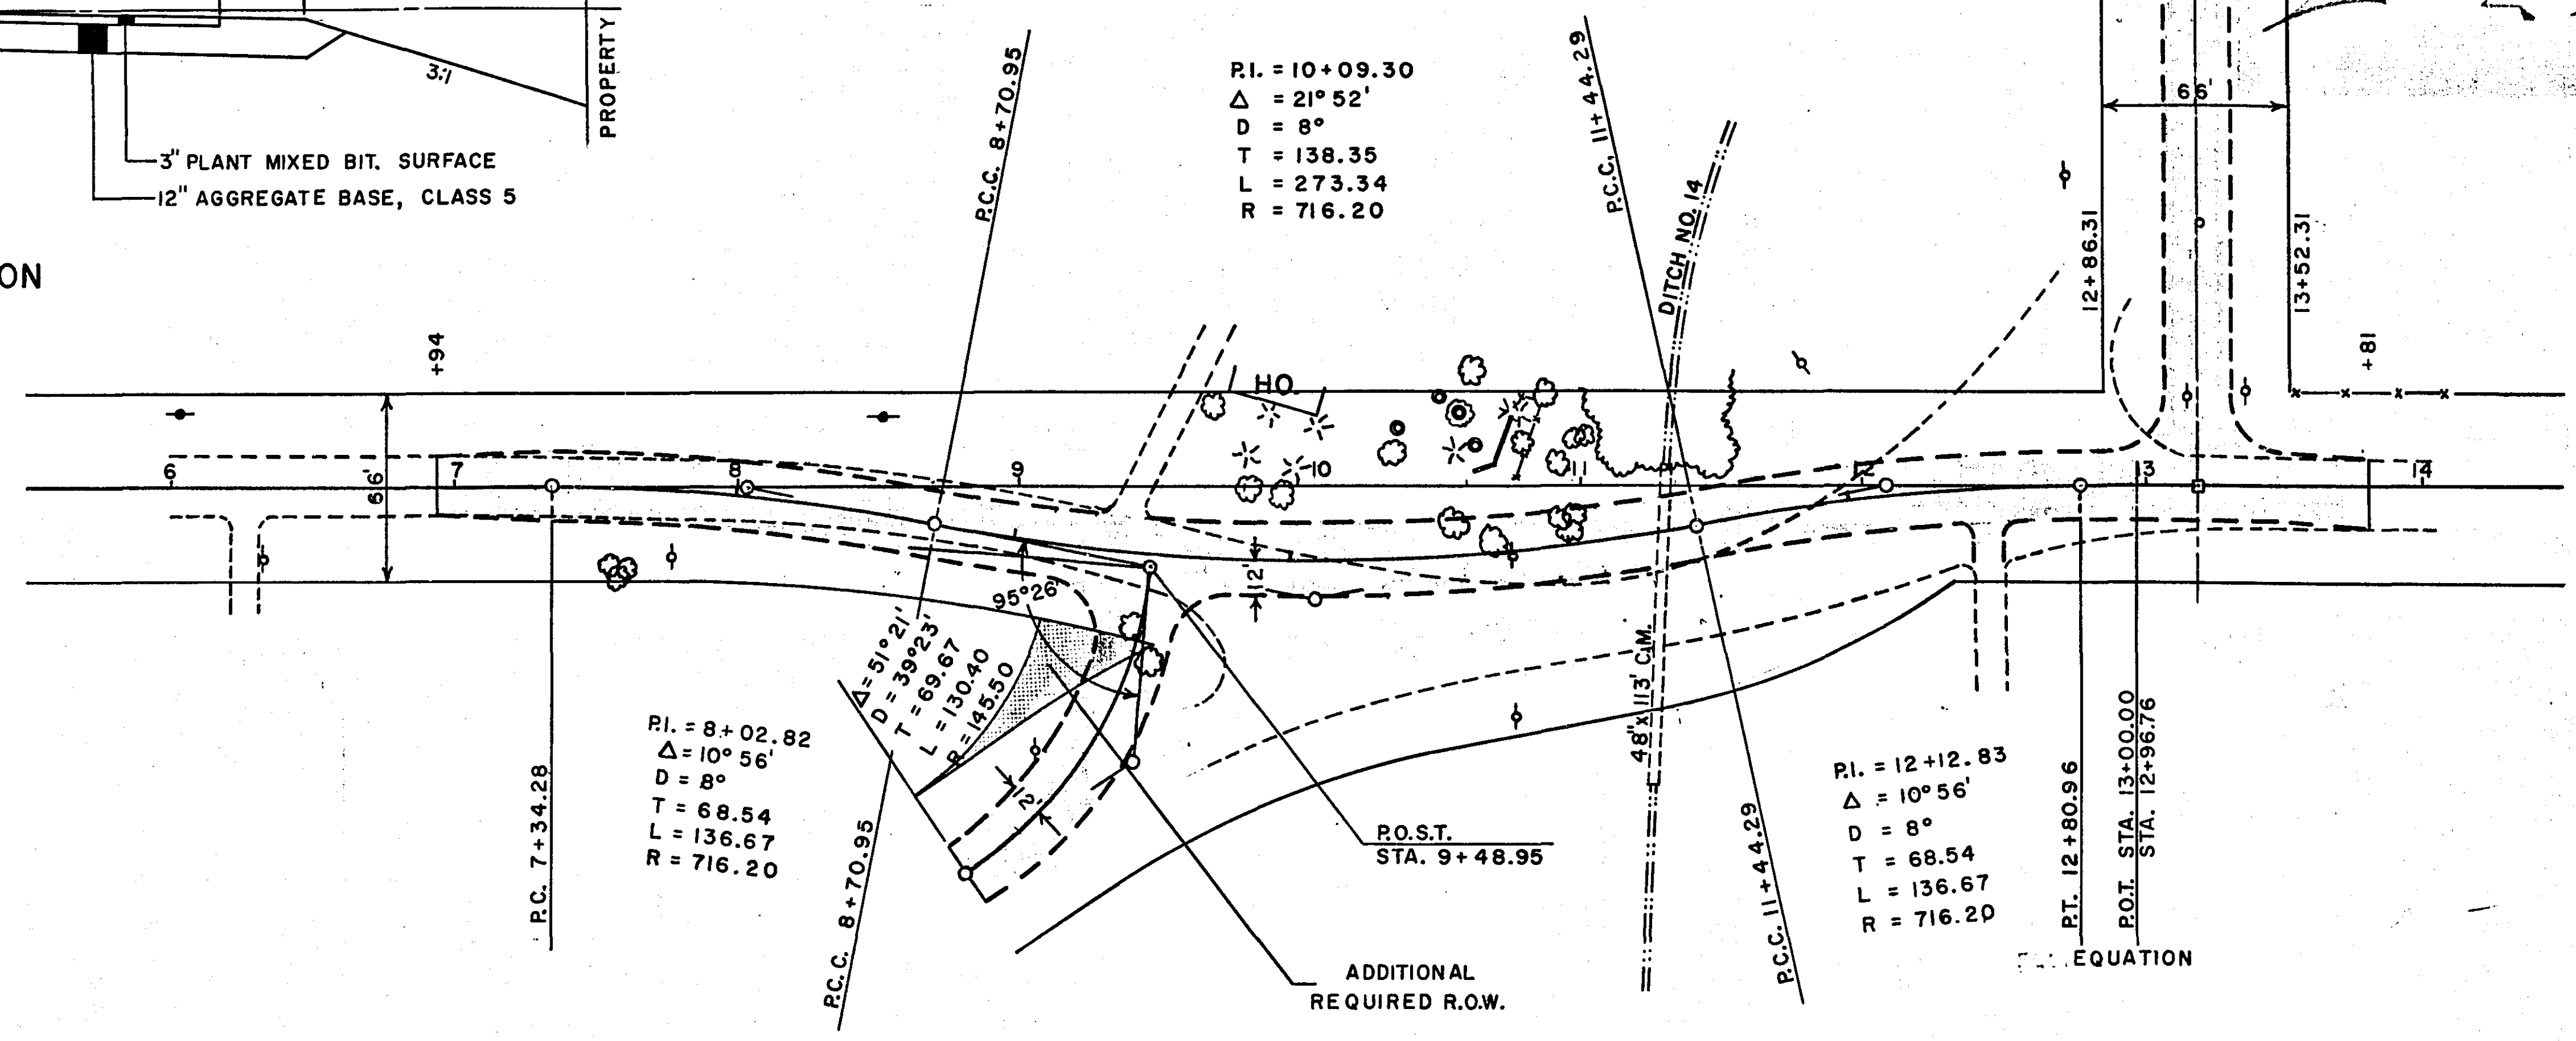 3:1
PROPERTY
3" PLANT MIXED BIT. SURFACE
12" AGGREGATE BASE, CLASS 5
ON
P.C.C. 8+70.95
P.I. = 10+09.30
Δ = 21° 52'
D = 8°
T = 138.35
L = 273.34
R = 716.20
P.C.C. 11+44.29
DITCH NO. 14
66'
12+86.31
13+52.31
+94
+81
HO.
66'
6
7
8
9
10
11
12
13
14
12'
95°26'
Δ = 51° 21'
D = 39°23'
T = 69.67
L = 130.40
R = 145.50
12'
P.I. = 8+02.82
Δ = 10° 56'
D = 8°
T = 68.54
L = 136.67
R = 716.20
P.C. 7+34.28
P.C.C. 8+70.95
P.O.S.T.
STA. 9+48.95
ADDITIONAL
REQUIRED R.O.W.
48" x 113' C.M.
P.C.C. 11+44.29
P.I. = 12+12.83
Δ = 10° 56'
D = 8°
T = 68.54
L = 136.67
R = 716.20
P.T. 12+80.96
P.O.T. STA. 13+00.00
STA. 12+96.76
EQUATION